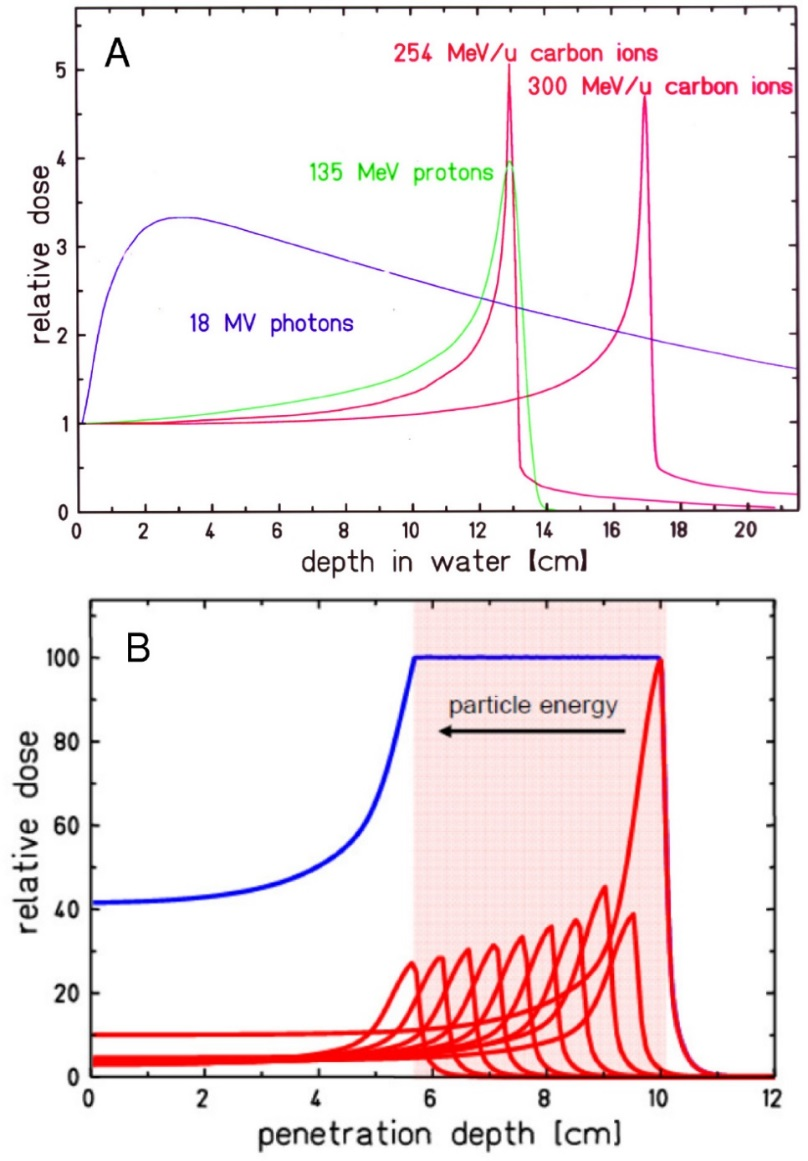 A
254 MeV/u carbon ions
300 MeV/u carbon ions
135 MeV protons
18 MV photons
relative dose
5
4
3
2
1
0
0 2 4 6 8 10 12 14 16 18 20
depth in water [cm]
B
particle energy
relative dose
100
80
60
40
20
0
0 2 4 6 8 10 12
penetration depth [cm]